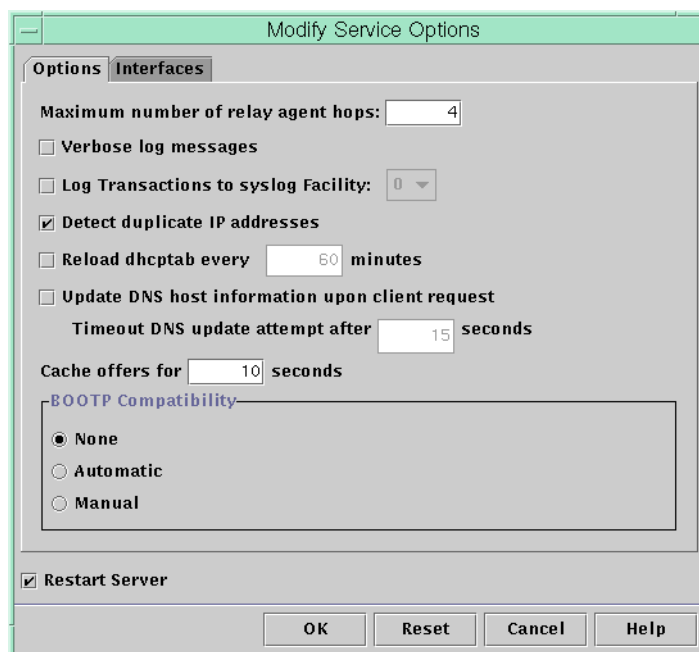 Modify Service Options
Options Interfaces
Maximum number of relay agent hops: 4
Verbose log messages
Log Transactions to syslog Facility: 0
Detect duplicate IP addresses
Reload dhcptab every 60 minutes
Update DNS host information upon client request
Timeout DNS update attempt after 15 seconds
Cache offers for 10 seconds
BOOTP Compatibility
None
Automatic
Manual
Restart Server
OK Reset Cancel Help